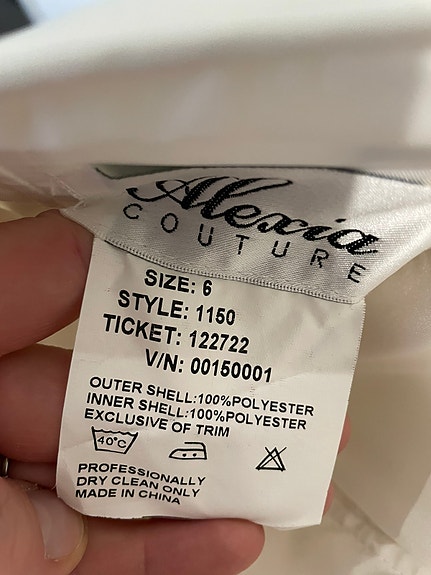 Alexia
COUTURE
SIZE: 6
STYLE: 1150
TICKET: 122722
V/N: 00150001
OUTER SHELL:100%POLYESTER
INNER SHELL:100%POLYESTER
EXCLUSIVE OF TRIM
40°C
PROFESSIONALLY
DRY CLEAN ONLY
MADE IN CHINA